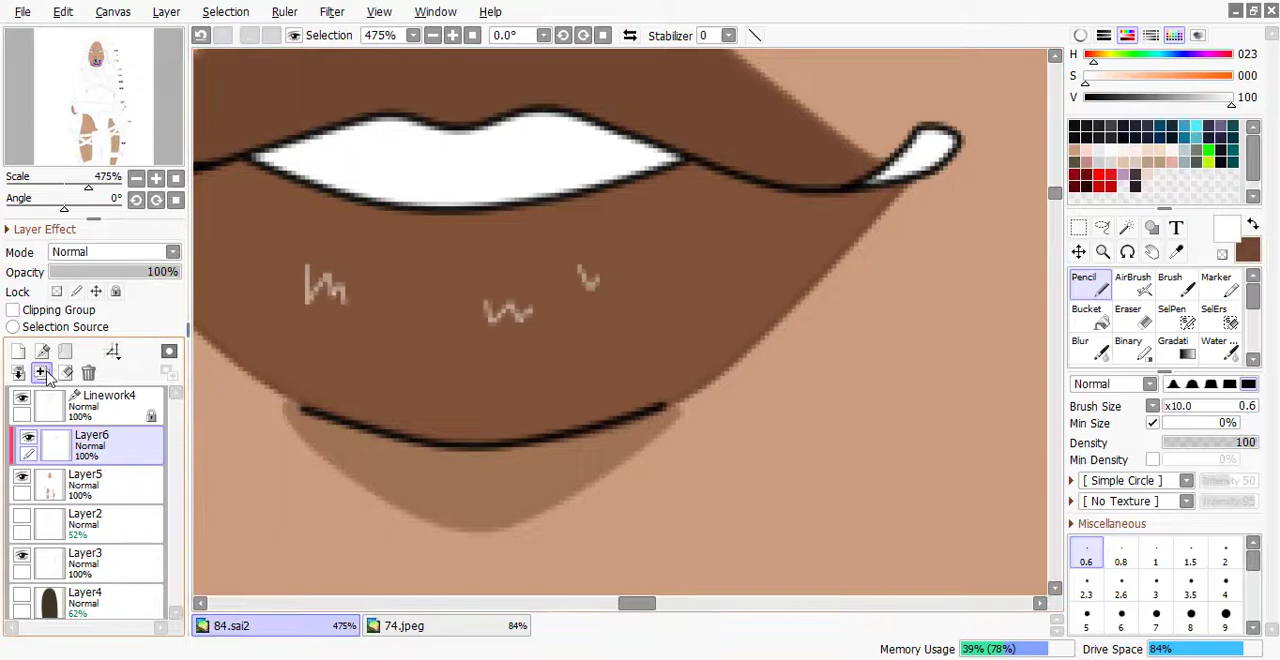 File Edit Canvas Layer Selection Ruler Filter View Window Help
Selection 475% 0.0° Stabilizer 0
Scale 475%
Angle 0°
Layer Effect
Mode Normal
Opacity 100%
Lock
Clipping Group
Selection Source
Linework4
Normal
100%
Layer6
Normal
100%
Layer5
Normal
100%
Layer2
Normal
52%
Layer3
Normal
100%
Layer4
Normal
62%
84.sai2 475% 74.jpeg 84%
H 023
S 000
V 100
T
Pencil AirBrush Brush Marker
Bucket Eraser SelPen SelErs
Blur Binary Gradati Water ...
Normal
Brush Size x10.0 0.6
Min Size 0%
Density 100
Min Density 0%
[ Simple Circle ] Intensity 50
[ No Texture ] Intensity 95
Miscellaneous
0.6 0.8 1 1.5 2
2.3 2.6 3 3.5 4
5 6 7 8 9
Memory Usage 39% (78%) Drive Space 84%